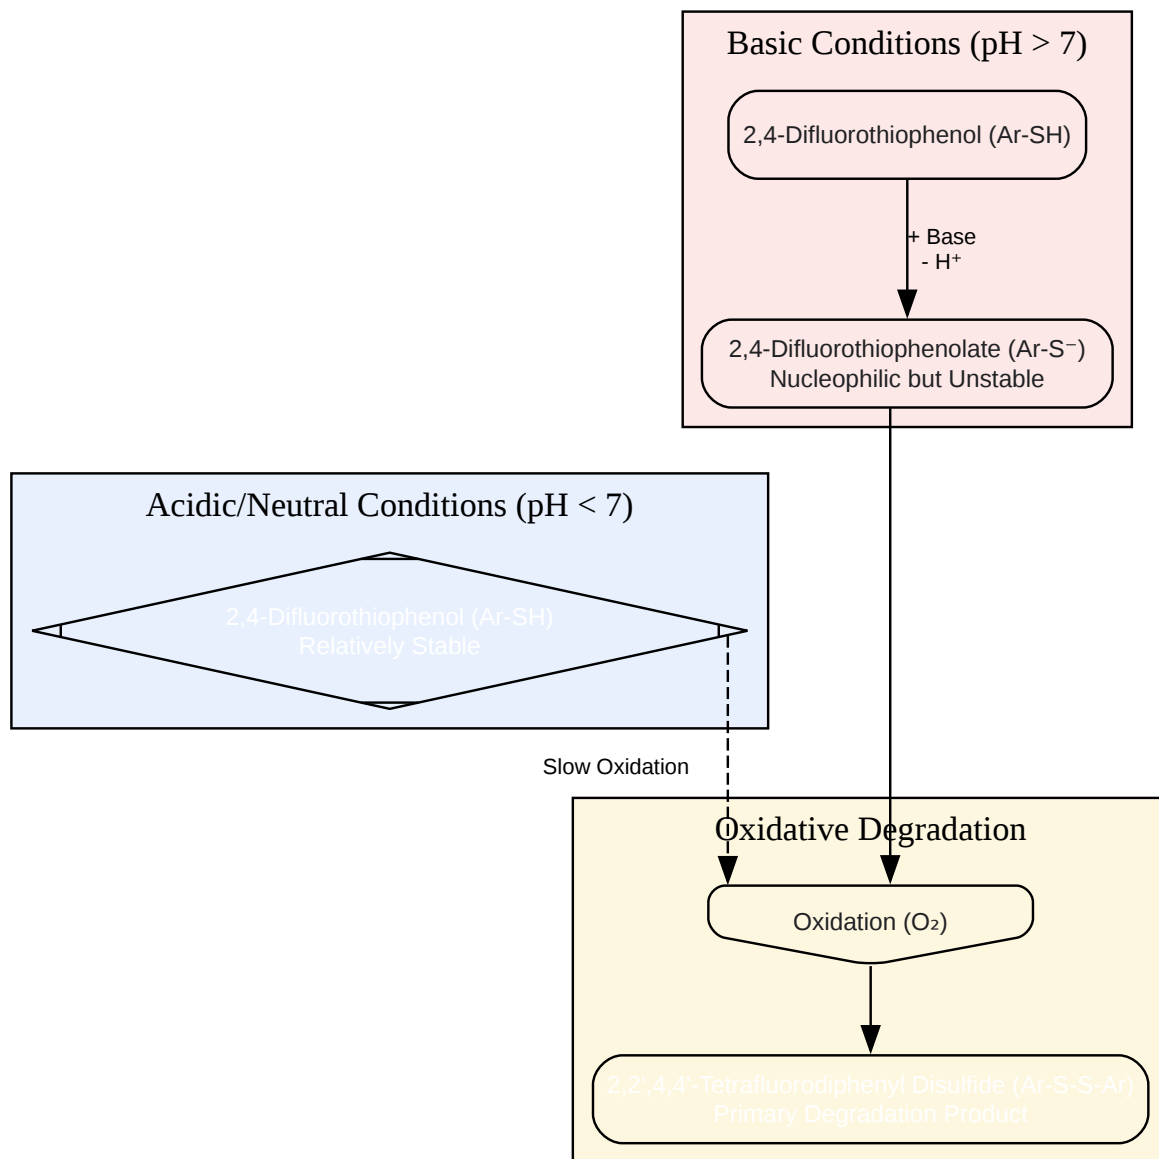 Basic Conditions (pH > 7)
2,4-Difluorothiophenol (Ar-SH)
+ Base
- H⁺
2,4-Difluorothiophenolate (Ar-S⁻)
Nucleophilic but Unstable
Acidic/Neutral Conditions (pH < 7)
2,4-Difluorothiophenol (Ar-SH)
Relatively Stable
Slow Oxidation
Oxidative Degradation
Oxidation (O₂)
2,2',4,4'-Tetrafluorodiphenyl Disulfide (Ar-S-S-Ar)
Primary Degradation Product